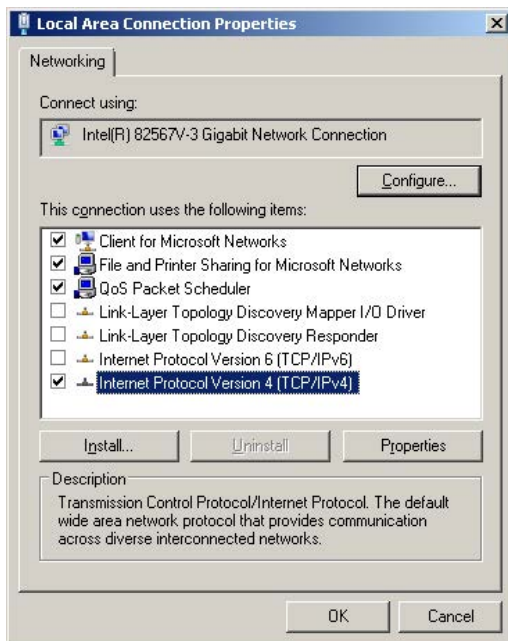 Local Area Connection Properties
Networking
Connect using:
Intel(R) 82567V-3 Gigabit Network Connection
Configure...
This connection uses the following items:
Client for Microsoft Networks
File and Printer Sharing for Microsoft Networks
QoS Packet Scheduler
Link-Layer Topology Discovery Mapper I/O Driver
Link-Layer Topology Discovery Responder
Internet Protocol Version 6 (TCP/IPv6)
Internet Protocol Version 4 (TCP/IPv4)
Install... Uninstall Properties
Description
Transmission Control Protocol/Internet Protocol. The default
wide area network protocol that provides communication
across diverse interconnected networks.
OK Cancel